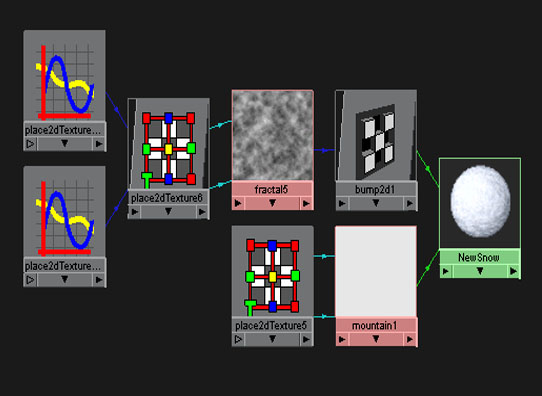 place2dTexture...
place2dTexture6
fractal5
bump2d1
place2dTexture...
NewSnow
place2dTexture5
mountain1